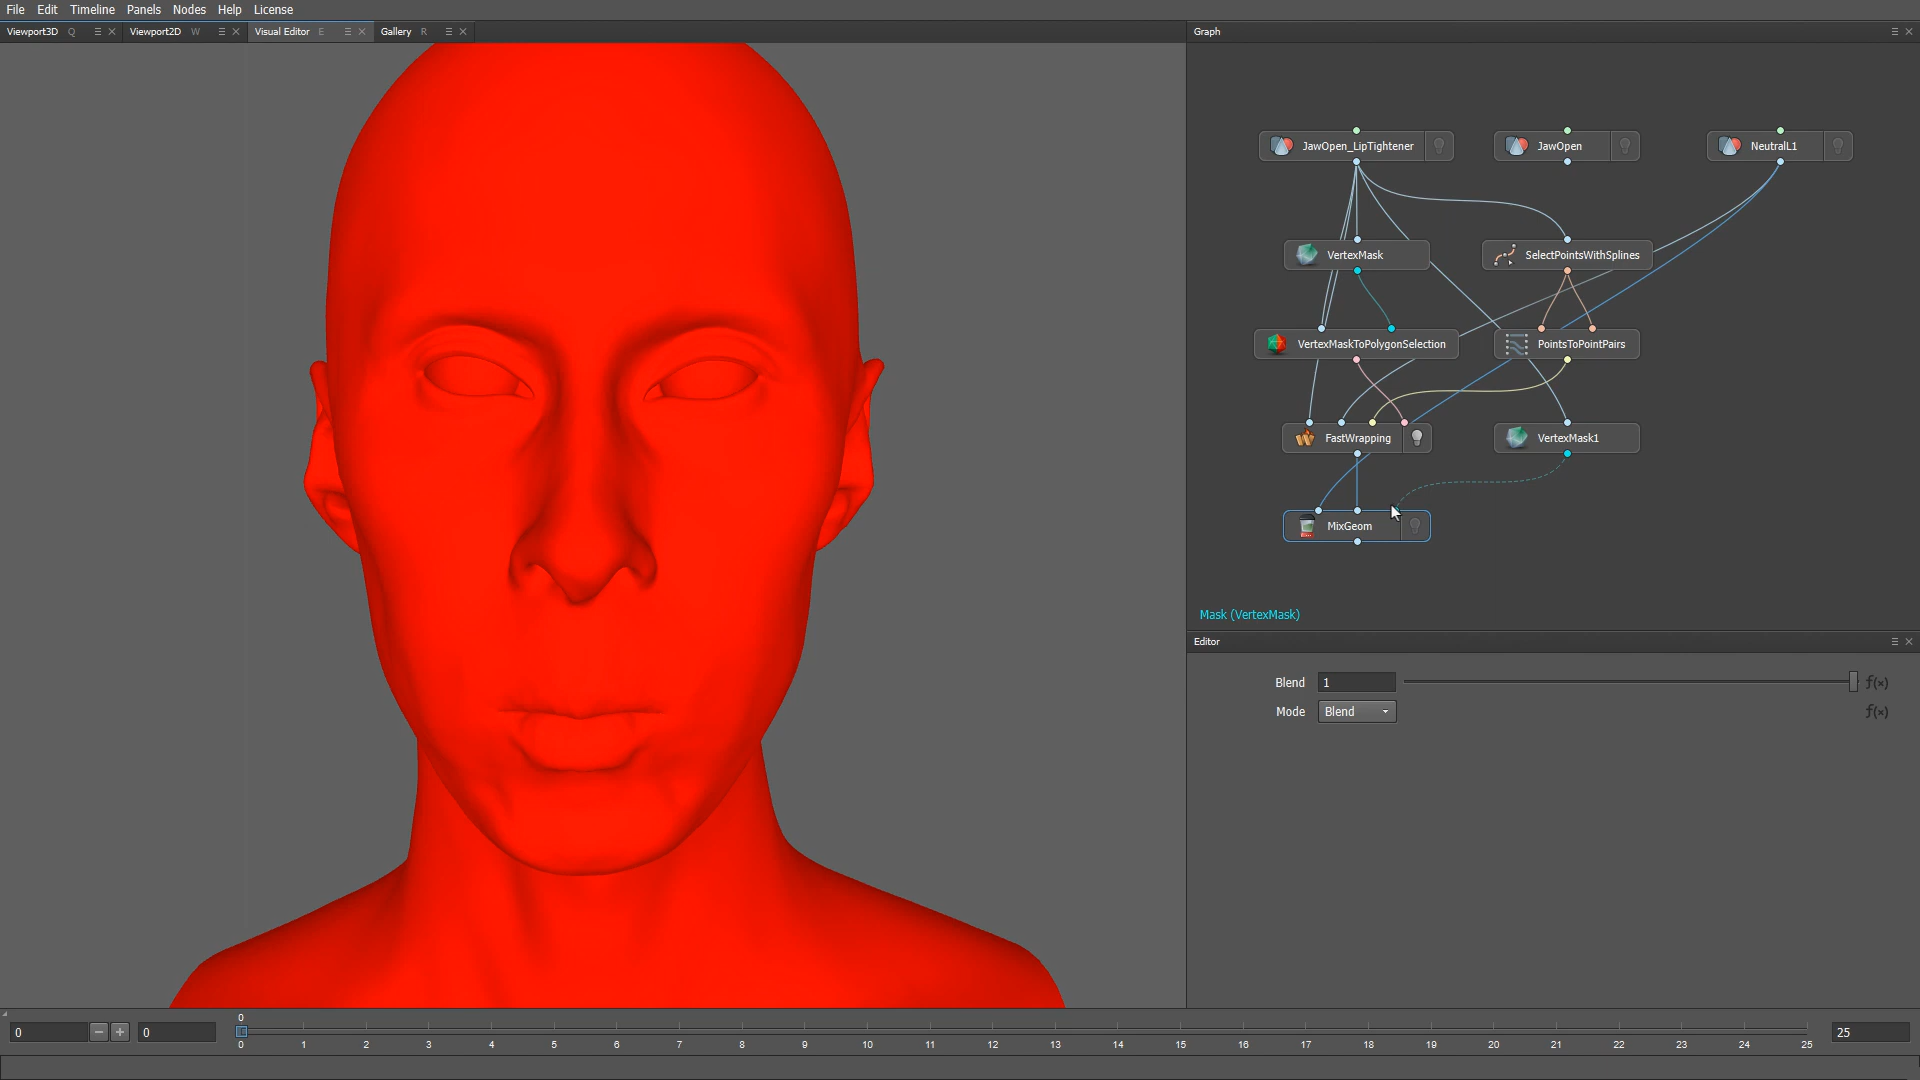 File Edit Timeline Panels Nodes Help License
Viewport3D Q Viewport2D W Visual Editor E Gallery R Graph
JawOpen_LipTightener JawOpen NeutralL1
VertexMask SelectPointsWithSplines
VertexMaskToPolygonSelection PointsToPointPairs
FastWrapping VertexMask1
MixGeom
Mask (VertexMask)
Editor
Blend 1 f(x)
Mode Blend f(x)
0
0 0 25
0 1 2 3 4 5 6 7 8 9 10 11 12 13 14 15 16 17 18 19 20 21 22 23 24 25